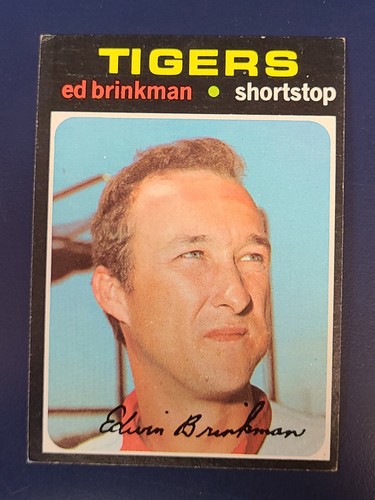 TIGERS
ed brinkman • shortstop
Edwin Brinkman